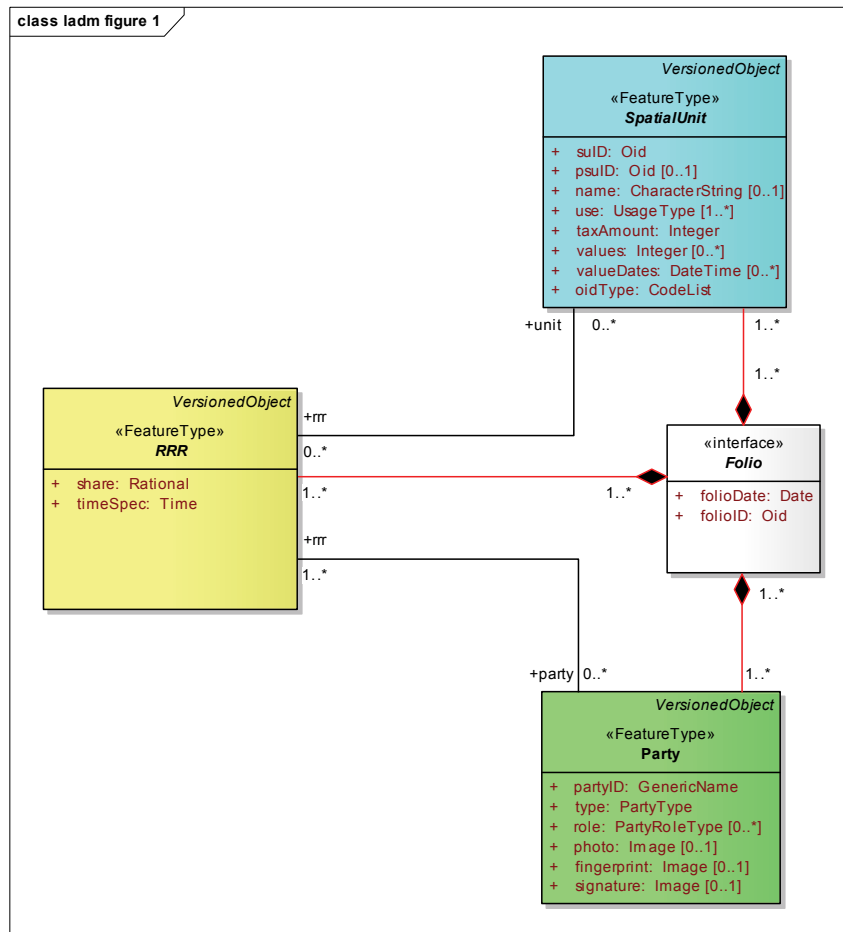 class ladm figure 1
VersionedObject
«FeatureType»
SpatialUnit
+ suID: Oid
+ psuID: Oid [0..1]
+ name: CharacterString [0..1]
+ use: UsageType [1..*]
+ taxAmount: Integer
+ values: Integer [0..*]
+ valueDates: DateTime [0..*]
+ oidType: CodeList
+unit 0..* 1..*
1..*
VersionedObject
«FeatureType»
RRR
+ share: Rational
+ timeSpec: Time
+rrr
0..*
1..* 1..*
+rrr
1..*
«interface»
Folio
+ folioDate: Date
+ folioID: Oid
1..*
+party 0..* 1..*
VersionedObject
«FeatureType»
Party
+ partyID: GenericName
+ type: PartyType
+ role: PartyRoleType [0..*]
+ photo: Image [0..1]
+ fingerprint: Image [0..1]
+ signature: Image [0..1]